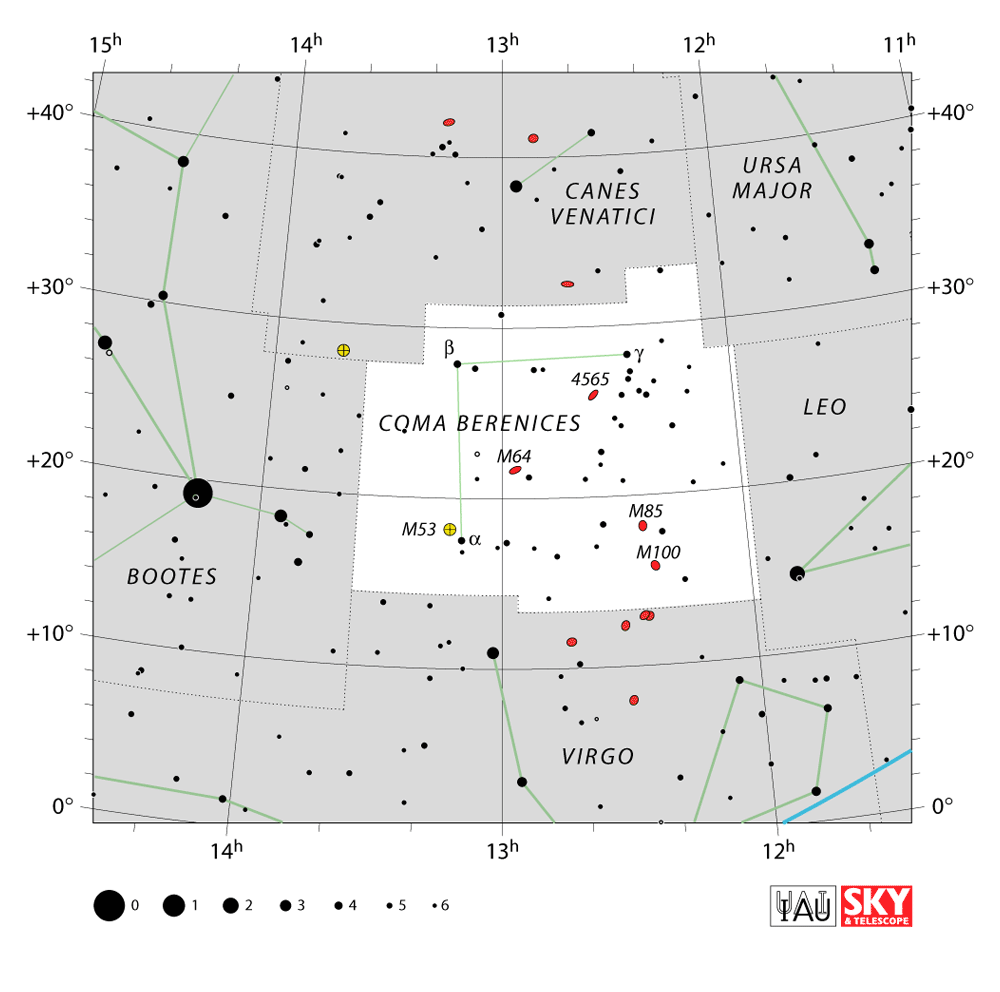 15h 14h 13h 12h 11h
+40° +40°
URSA
MAJOR
CANES
VENATICI
+30° +30°
β γ
4565
LEO
COMA BERENICES
+20° M64 +20°
M85
M53 α
M100
BOOTES
+10° +10°
VIRGO
0° 0°
14h 13h 12h
0 1 2 3 4 5 6
IAU
SKY
& TELESCOPE